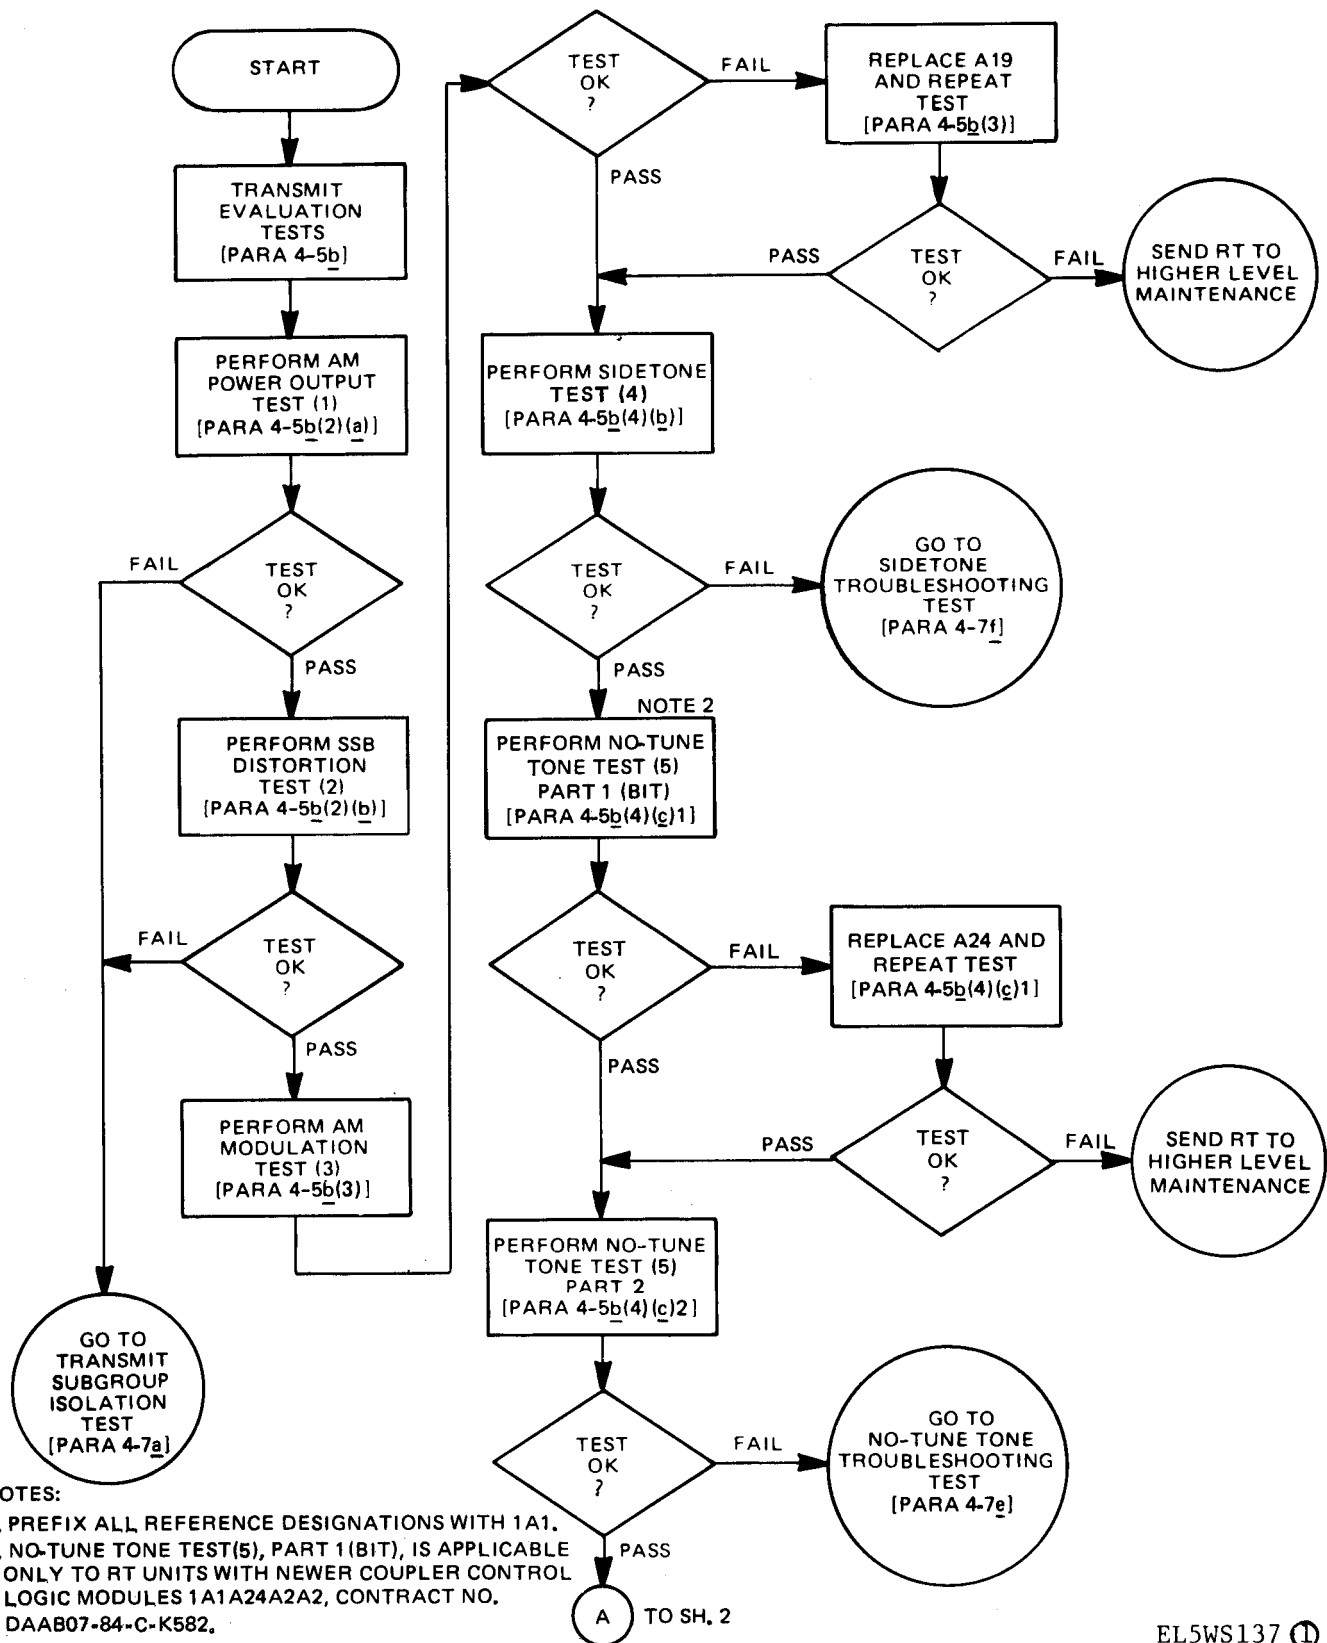 START
TRANSMIT
EVALUATION
TESTS
[PARA 4-5b]
PERFORM AM
POWER OUTPUT
TEST (1)
[PARA 4-5b(2)(a)]
TEST
OK
?
FAIL
PASS
PERFORM SSB
DISTORTION
TEST (2)
[PARA 4-5b(2)(b)]
TEST
OK
?
FAIL
PASS
PERFORM AM
MODULATION
TEST (3)
[PARA 4-5b(3)]
GO TO
TRANSMIT
SUBGROUP
ISOLATION
TEST
[PARA 4-7a]
TEST
OK
?
FAIL
PASS
REPLACE A19
AND REPEAT
TEST
[PARA 4-5b(3)]
TEST
OK
?
PASS
FAIL
SEND RT TO
HIGHER LEVEL
MAINTENANCE
PERFORM SIDETONE
TEST (4)
[PARA 4-5b(4)(b)]
TEST
OK
?
FAIL
PASS
GO TO
SIDETONE
TROUBLESHOOTING
TEST
[PARA 4-7f]
NOTE 2
PERFORM NO-TUNE
TONE TEST (5)
PART 1 (BIT)
[PARA 4-5b(4)(c)1]
TEST
OK
?
FAIL
PASS
REPLACE A24 AND
REPEAT TEST
[PARA 4-5b(4)(c)1]
TEST
OK
?
PASS
FAIL
SEND RT TO
HIGHER LEVEL
MAINTENANCE
PERFORM NO-TUNE
TONE TEST (5)
PART 2
[PARA 4-5b(4)(c)2]
TEST
OK
?
FAIL
PASS
GO TO
NO-TUNE TONE
TROUBLESHOOTING
TEST
[PARA 4-7e]
A
TO SH. 2
OTES:
. PREFIX ALL REFERENCE DESIGNATIONS WITH 1A1.
. NO-TUNE TONE TEST(5), PART 1(BIT), IS APPLICABLE
ONLY TO RT UNITS WITH NEWER COUPLER CONTROL
LOGIC MODULES 1A1A24A2A2, CONTRACT NO.
DAAB07-84-C-K582.
EL5WS137 ①